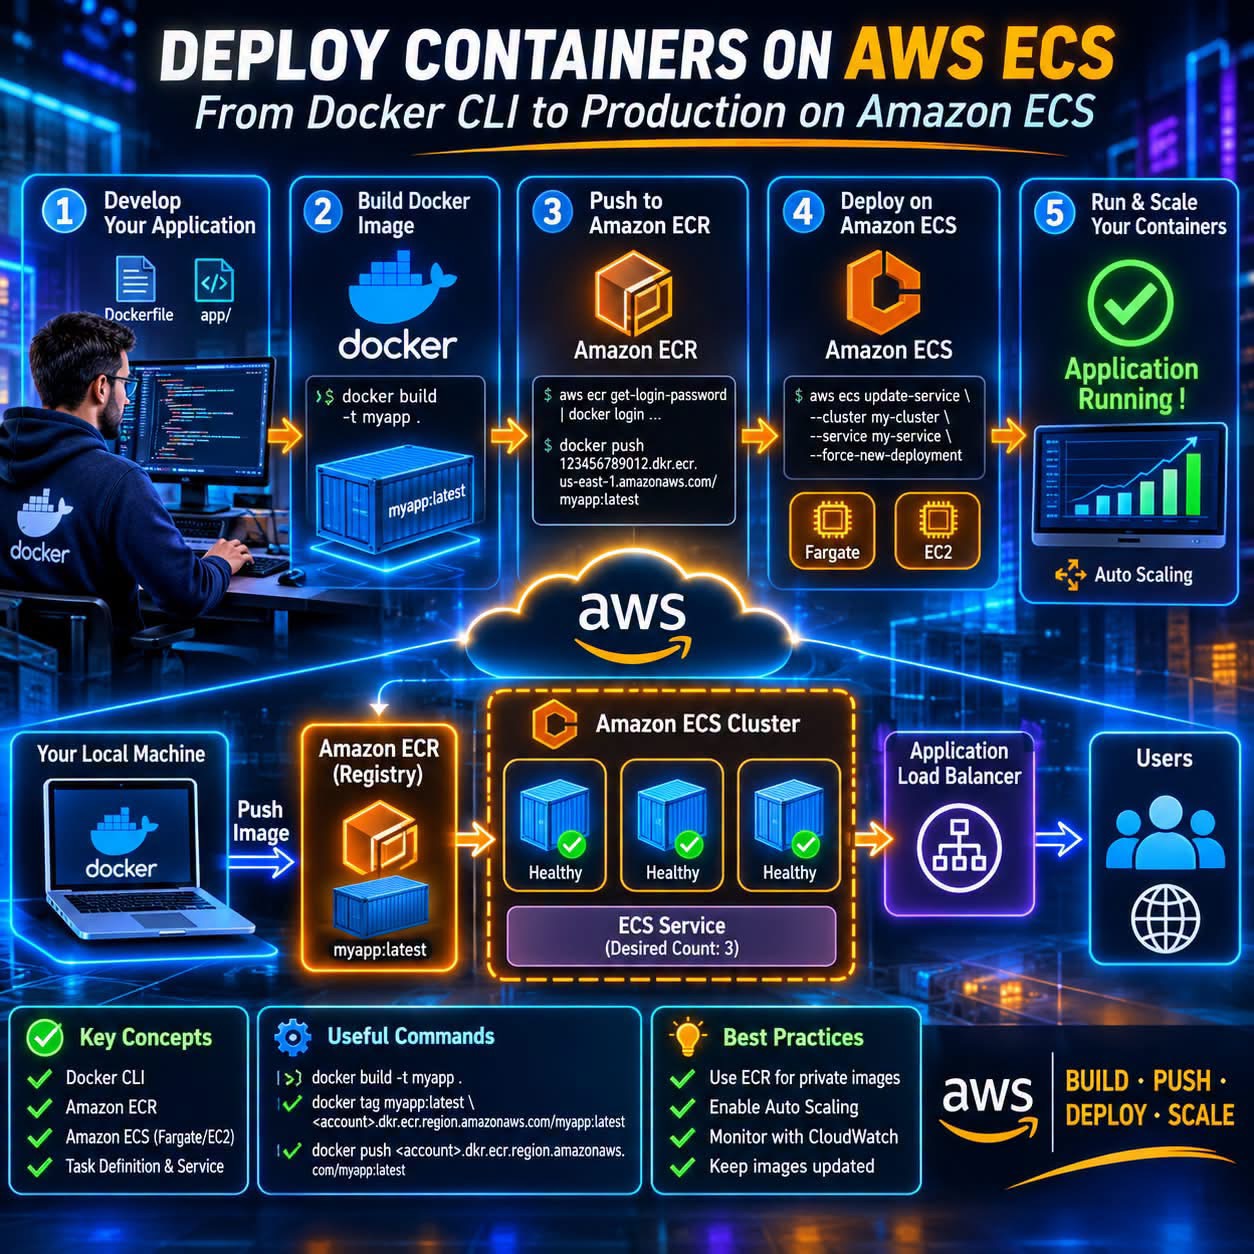 DEPLOY CONTAINERS ON AWS ECS
From Docker CLI to Production on Amazon ECS
1
Develop
Your Application
Dockerfile
app/
docker
2
Build Docker
Image
docker
$ docker build
-t myapp .
myapp:latest
3
Push to
Amazon ECR
Amazon ECR
$ aws ecr get-login-password
| docker login ...
$ docker push
123456789012.dkr.ecr.
us-east-1.amazonaws.com/
myapp:latest
4
Deploy on
Amazon ECS
Amazon ECS
$ aws ecs update-service \
--cluster my-cluster \
--service my-service \
--force-new-deployment
Fargate
EC2
5
Run & Scale
Your Containers
Application
Running !
Auto Scaling
aws
Your Local Machine
docker
Push
Image
Amazon ECR
(Registry)
myapp:latest
Amazon ECS Cluster
Healthy
Healthy
Healthy
ECS Service
(Desired Count: 3)
Application
Load Balancer
Users
Key Concepts
Docker CLI
Amazon ECR
Amazon ECS (Fargate/EC2)
Task Definition & Service
Useful Commands
docker build -t myapp .
docker tag myapp:latest \
<account>.dkr.ecr.region.amazonaws.com/myapp:latest
docker push <account>.dkr.ecr.region.amazonaws.
com/myapp:latest
Best Practices
Use ECR for private images
Enable Auto Scaling
Monitor with CloudWatch
Keep images updated
aws
BUILD · PUSH ·
DEPLOY · SCALE